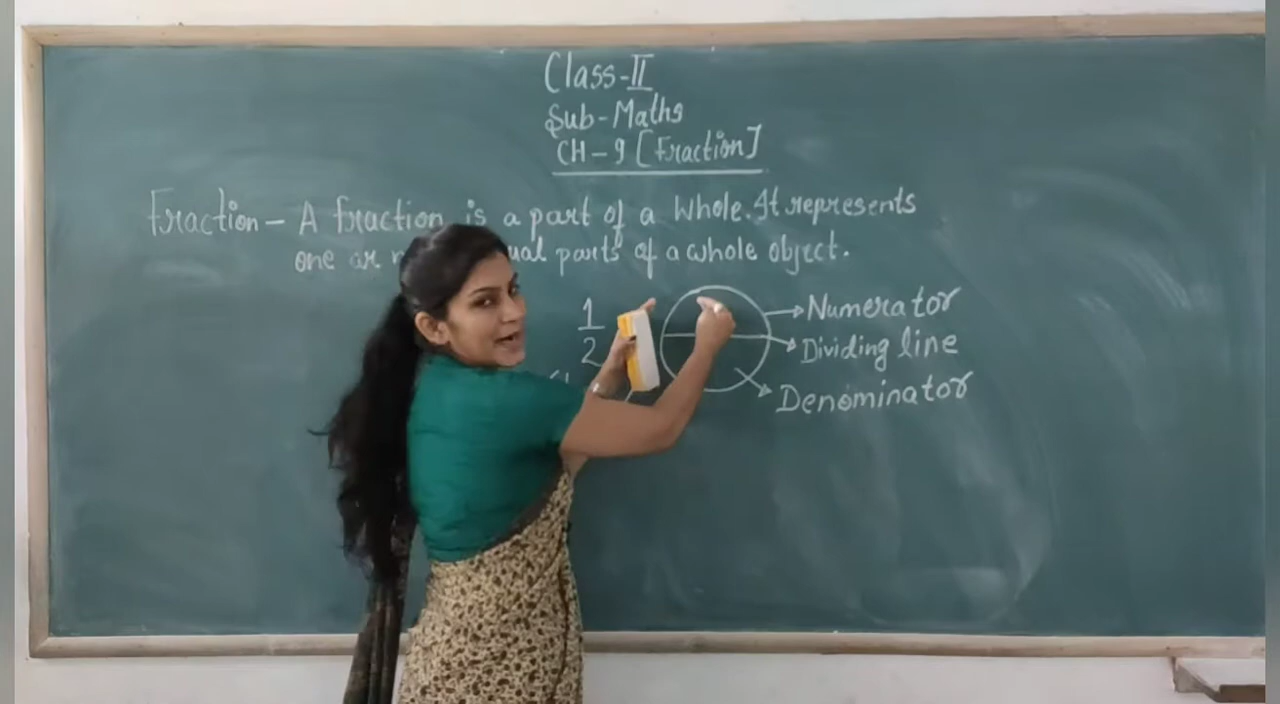 Class-II
Sub-Maths
CH-9 [Fraction]
Fraction- A fraction is a part of a whole. It represents
one or ual parts of a whole object.
1
2
Numerator
Dividing line
Denominator